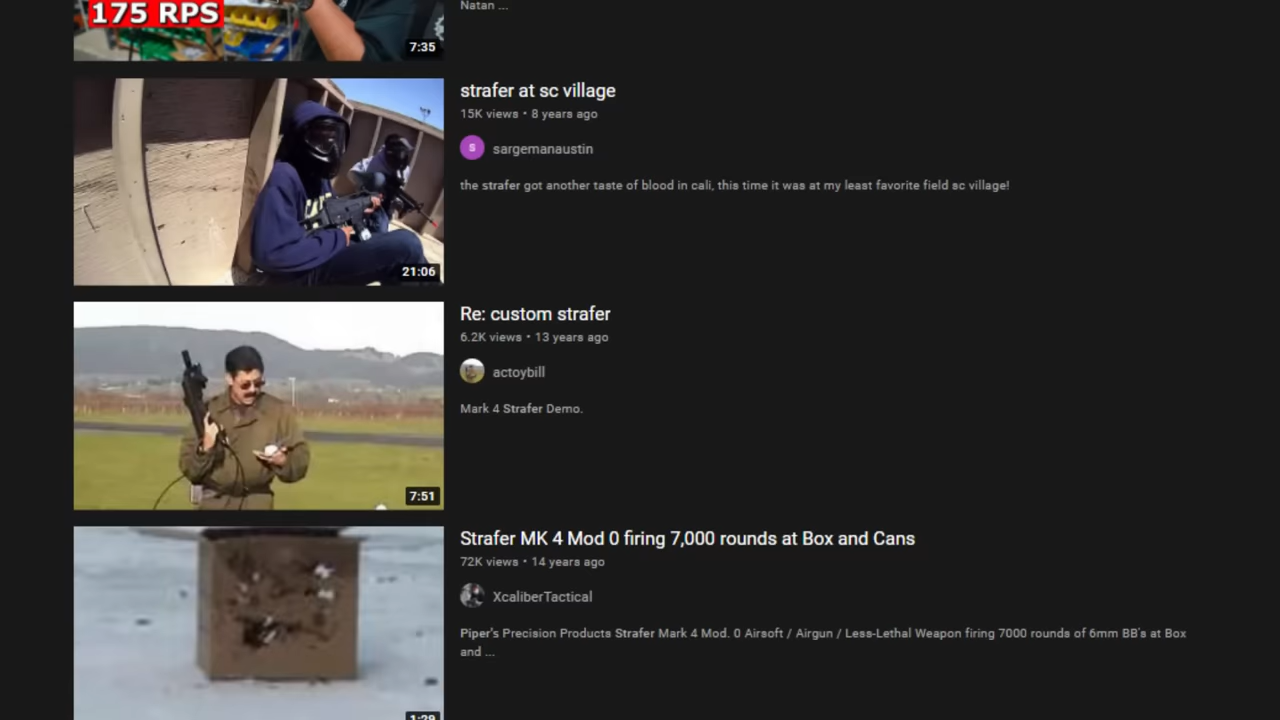 175 RPS
7:35
Natan ...
strafer at sc village
15K views • 8 years ago
S
sargemanaustin
the strafer got another taste of blood in cali, this time it was at my least favorite field sc village!
21:06
Re: custom strafer
6.2K views • 13 years ago
actoybill
Mark 4 Strafer Demo.
7:51
Strafer MK 4 Mod 0 firing 7,000 rounds at Box and Cans
72K views • 14 years ago
XcaliberTactical
Piper's Precision Products Strafer Mark 4 Mod. 0 Airsoft / Airgun / Less-Lethal Weapon firing 7000 rounds of 6mm BB's at Box
and ...
1:29